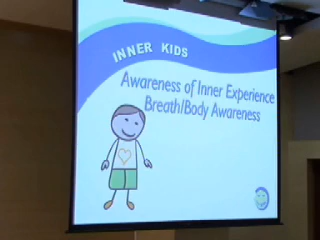 INNER KIDS
Awareness of Inner Experience
Breath/Body Awareness